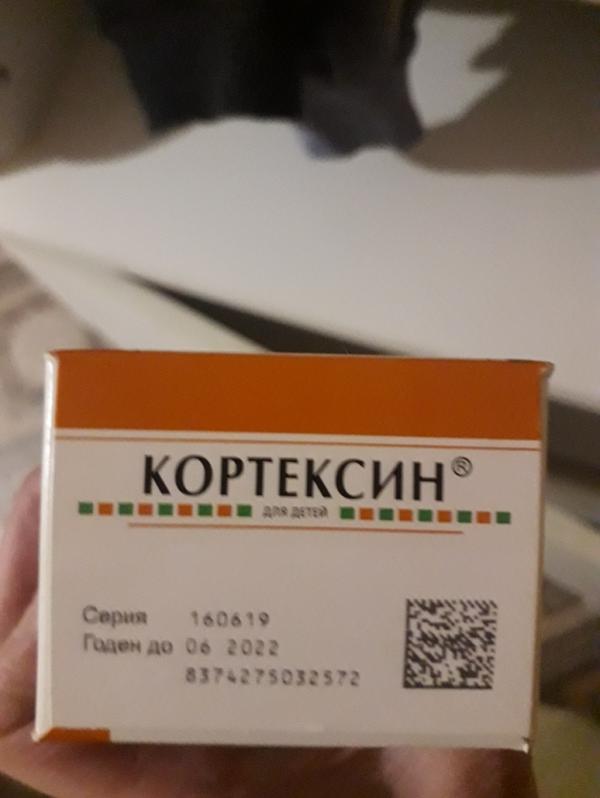 КОРТЕКСИН®
ДЛЯ ДЕТЕЙ
Серия 160619
Годен до 06 2022
8374275032572